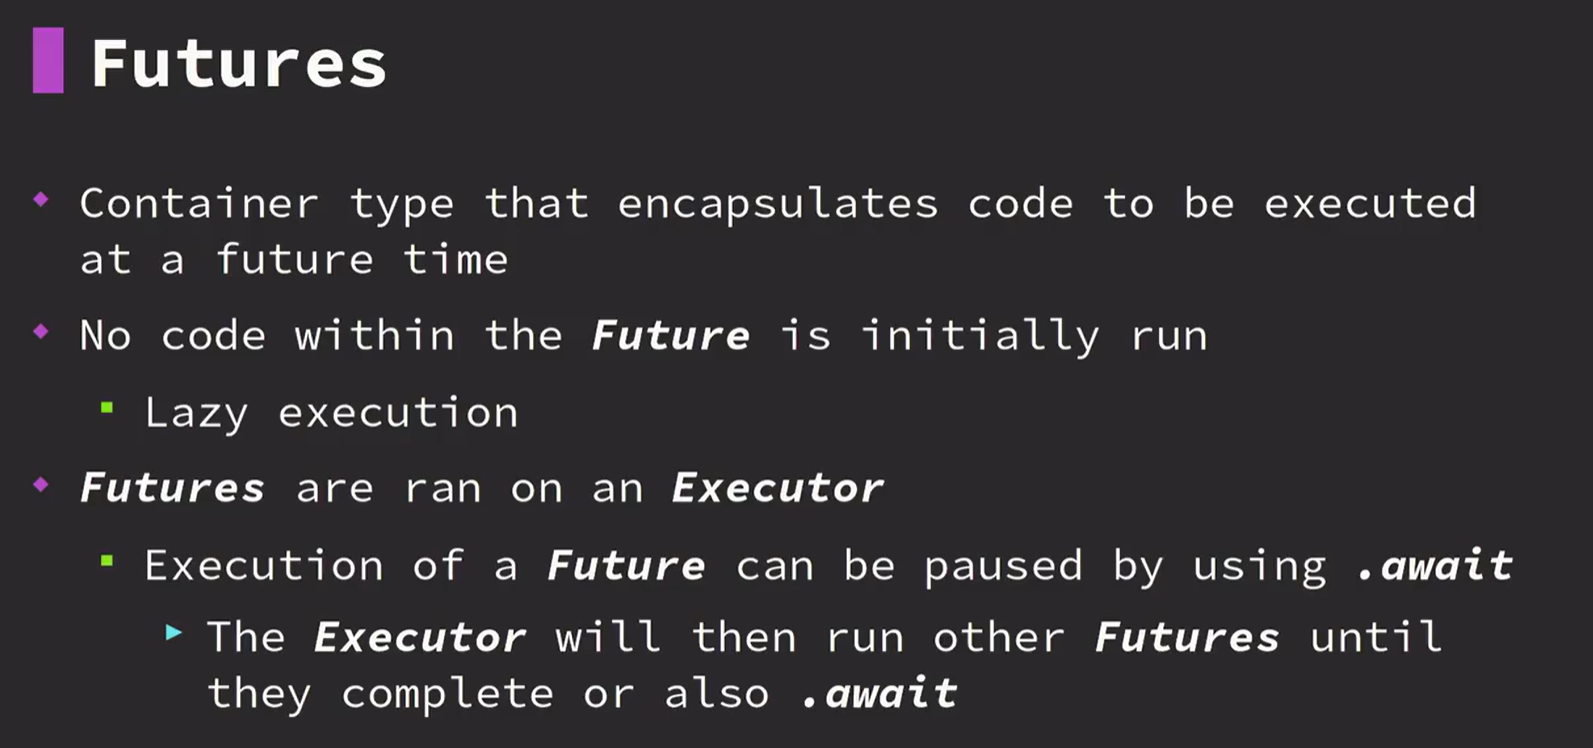 Futures
Container type that encapsulates code to be executed
at a future time
No code within the Future is initially run
Lazy execution
Futures are ran on an Executor
Execution of a Future can be paused by using .await
The Executor will then run other Futures until
they complete or also .await